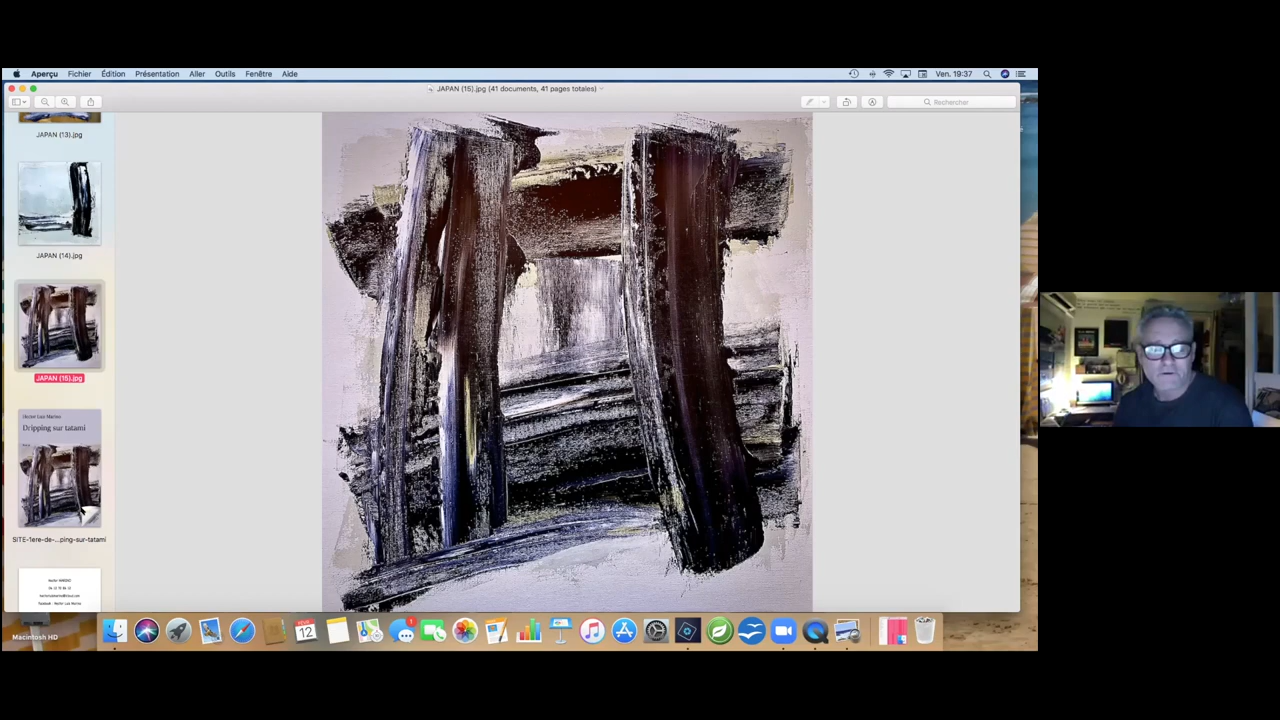 Aperçu Fichier Édition Présentation Aller Outils Fenêtre Aide Ven. 19:37
JAPAN (15).jpg (41 documents, 41 pages totales)
Rechercher
JAPAN (13).jpg
JAPAN (14).jpg
JAPAN (15).jpg
Dripping sur tatami
SITE-1ere-de-...ping-sur-tatami
Macintosh HD
FÉVR.
12
1